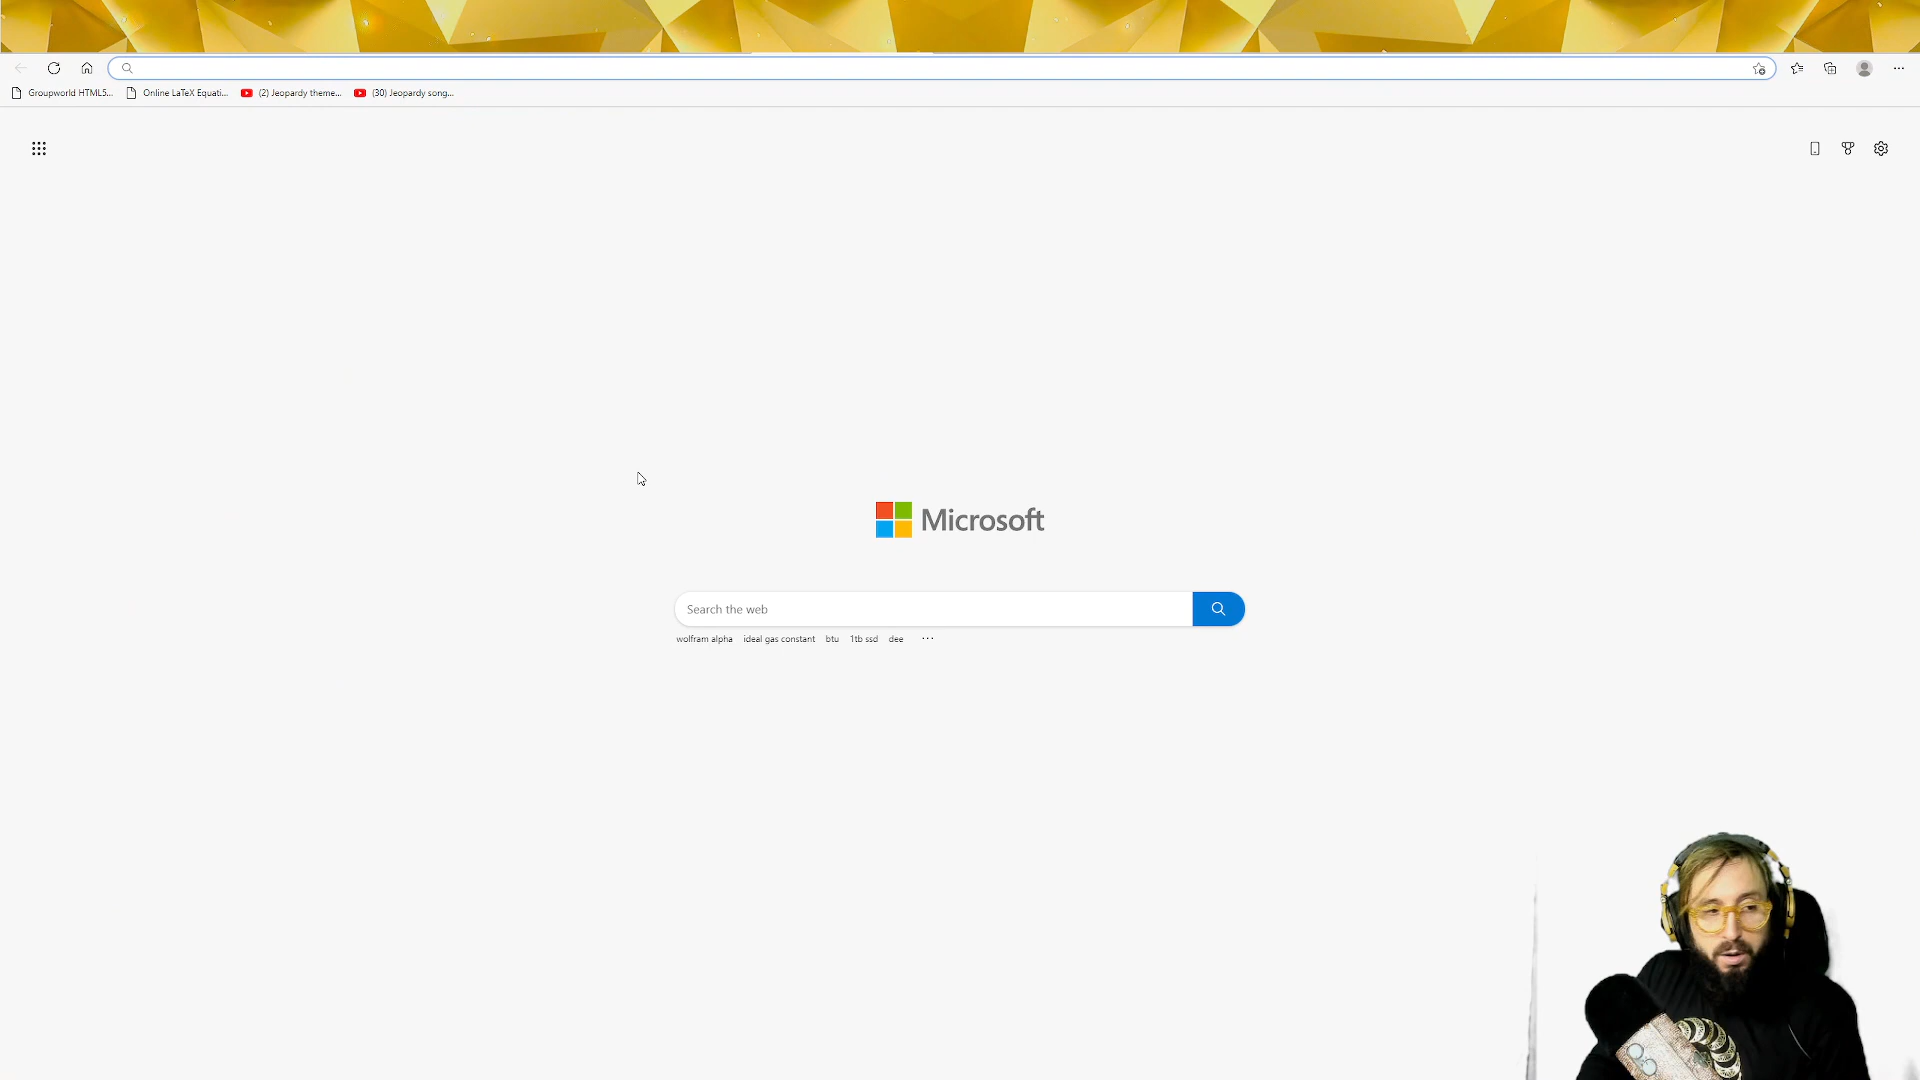 Groupworld HTML5... Online LaTeX Equati... (2) Jeopardy theme... (30) Jeopardy song...
Microsoft
Search the web
wolfram alpha ideal gas constant btu 1tb ssd dee ...